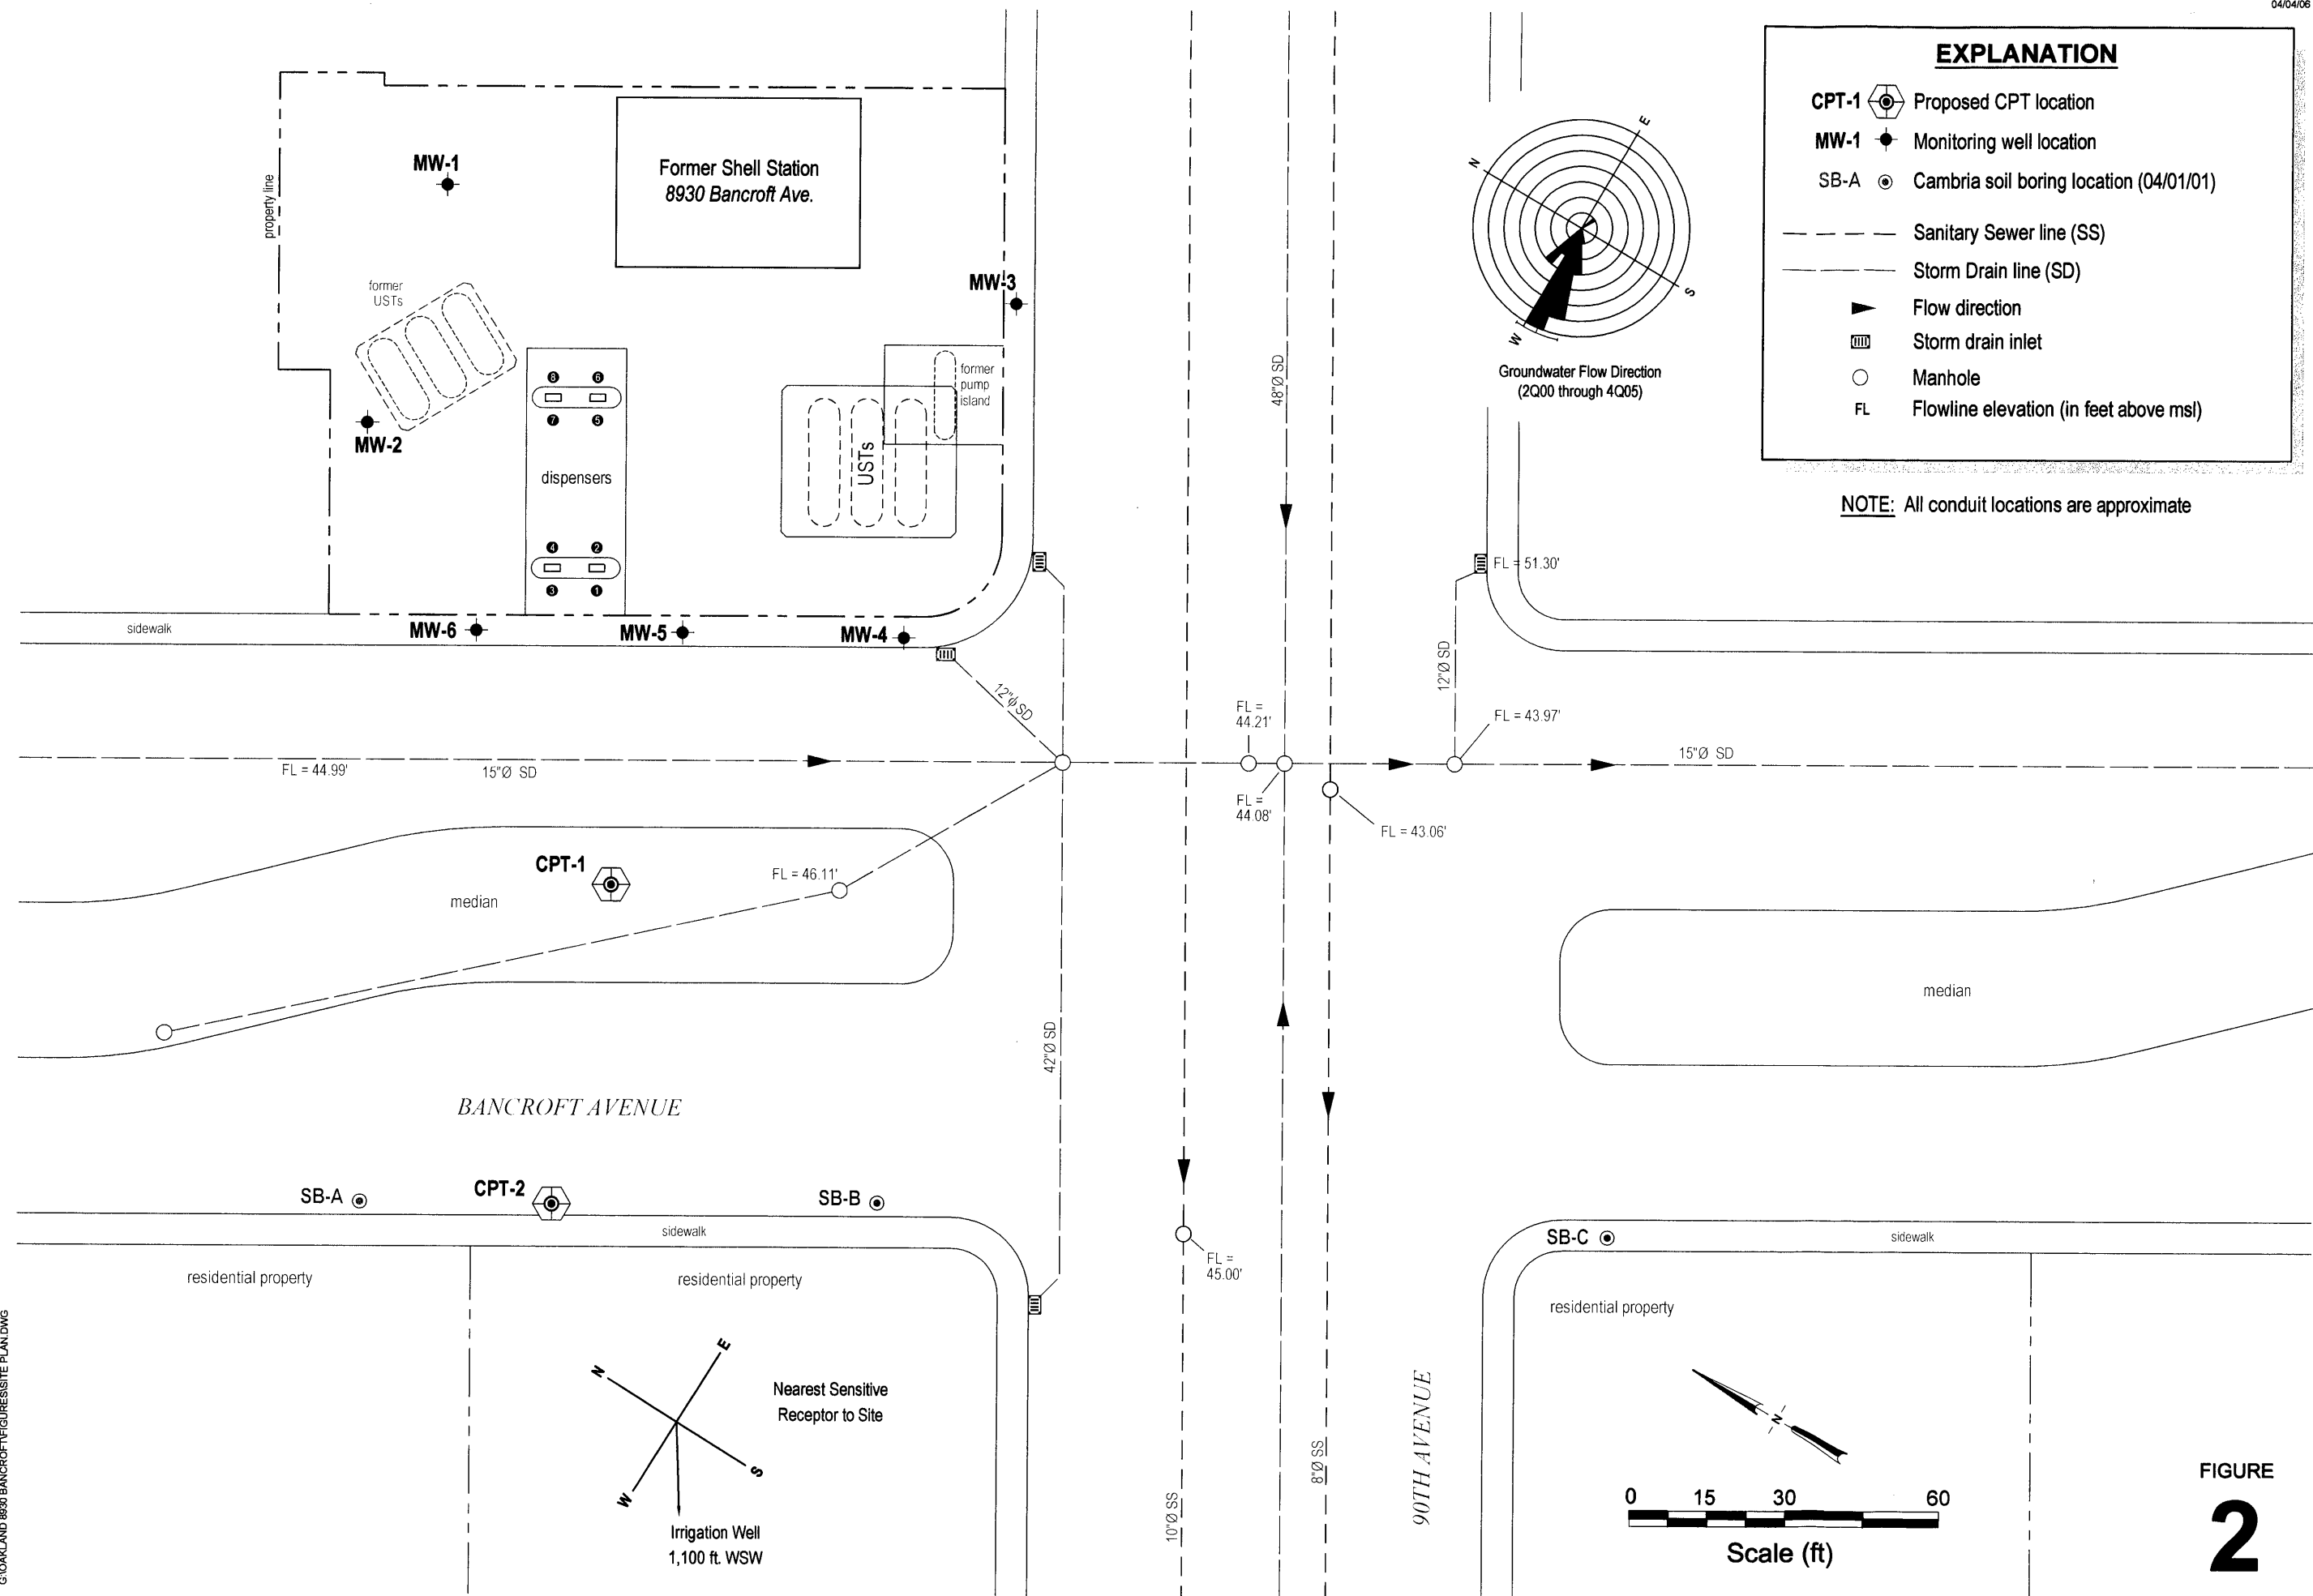 04/04/06
EXPLANATION
CPT-1 Proposed CPT location
MW-1 Monitoring well location
SB-A Cambria soil boring location (04/01/01)
Sanitary Sewer line (SS)
Storm Drain line (SD)
Flow direction
Storm drain inlet
Manhole
FL Flowline elevation (in feet above msl)
NOTE: All conduit locations are approximate
E
N
S
W
Groundwater Flow Direction
(2Q00 through 4Q05)
property line
MW-1
Former Shell Station
8930 Bancroft Ave.
MW-3
former
USTs
former
pump
island
USTs
MW-2
8
6
7
5
dispensers
4
2
3
1
48"Ø SD
FL = 51.30'
sidewalk
MW-6
MW-5
MW-4
12"ϕ SD
12"Ø SD
FL =
44.21'
FL = 43.97'
FL = 44.99'
15"Ø SD
15"Ø SD
FL =
44.08'
FL = 43.06'
CPT-1
FL = 46.11'
median
median
42"Ø SD
BANCROFT AVENUE
SB-A
CPT-2
SB-B
sidewalk
SB-C
sidewalk
FL =
45.00'
residential property
residential property
residential property
E
N
S
W
Nearest Sensitive
Receptor to Site
Irrigation Well
1,100 ft. WSW
10"Ø SS
8"Ø SS
90TH AVENUE
N
0 15 30 60
Scale (ft)
FIGURE
2
G:\OAKLAND 8930 BANCROFT\FIGURES\SITE PLAN.DWG